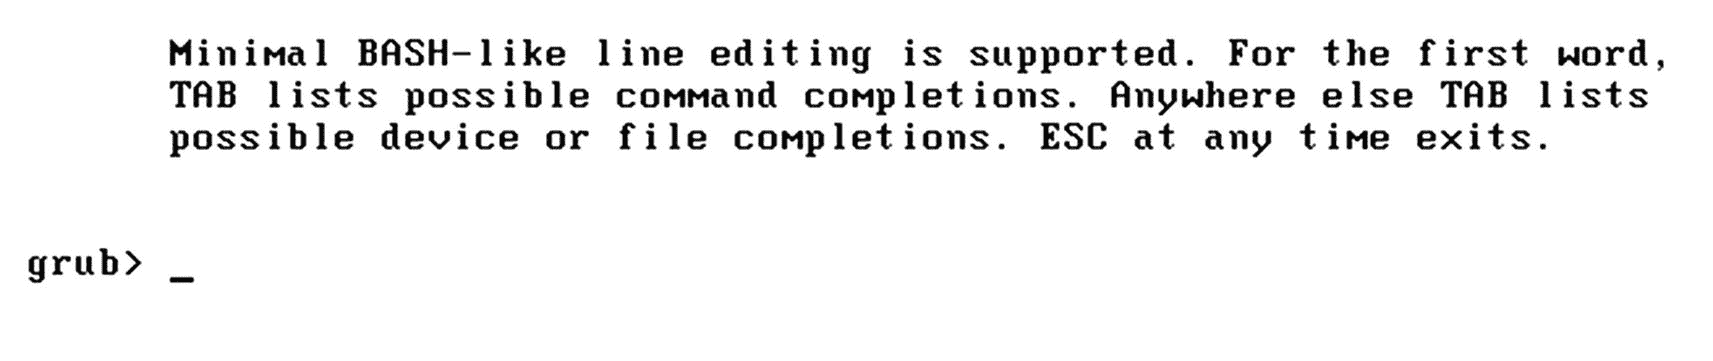 Minimal BASH-like line editing is supported. For the first word,
TAB lists possible command completions. Anywhere else TAB lists
possible device or file completions. ESC at any time exits.
grub> _